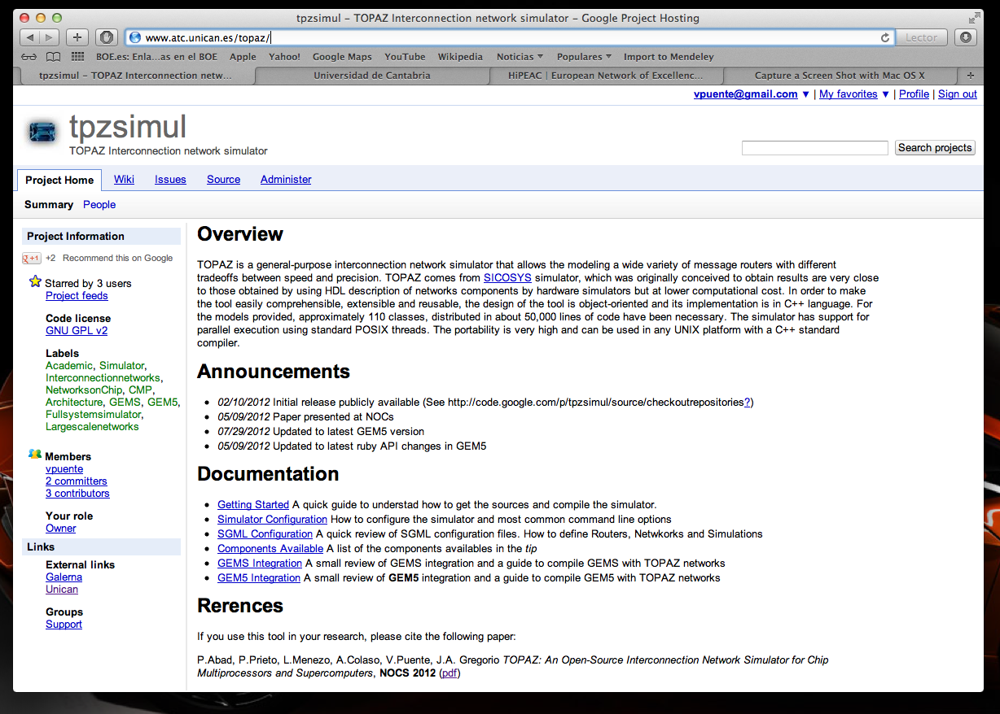 tpzsimul – TOPAZ Interconnection network simulator – Google Project Hosting
www.atc.unican.es/topaz/
Lector
BOE.es: Enla...as en el BOE Apple Yahoo! Google Maps YouTube Wikipedia Noticias ▼ Populares ▼ Import to Mendeley
tpzsimul – TOPAZ Interconnection netw... Universidad de Cantabria HiPEAC | European Network of Excellenc... Capture a Screen Shot with Mac OS X +
vpuente@gmail.com ▼ | My favorites ▼ | Profile | Sign out
tpzsimul
TOPAZ Interconnection network simulator
Search projects
Project Home Wiki Issues Source Administer
Summary People
Project Information
+1 +2 Recommend this on Google
Starred by 3 users
Project feeds
Code license
GNU GPL v2
Labels
Academic, Simulator,
Interconnectionnetworks,
NetworksonChip, CMP,
Architecture, GEMS, GEM5,
Fullsystemsimulator,
Largescalenetworks
Members
vpuente
2 committers
3 contributors
Your role
Owner
Links
External links
Galerna
Unican
Groups
Support
Overview
TOPAZ is a general-purpose interconnection network simulator that allows the modeling a wide variety of message routers with different
tradeoffs between speed and precision. TOPAZ comes from SICOSYS simulator, which was originally conceived to obtain results are very close
to those obtained by using HDL description of networks components by hardware simulators but at lower computational cost. In order to make
the tool easily comprehensible, extensible and reusable, the design of the tool is object-oriented and its implementation is in C++ language. For
the models provided, approximately 110 classes, distributed in about 50,000 lines of code have been necessary. The simulator has support for
parallel execution using standard POSIX threads. The portability is very high and can be used in any UNIX platform with a C++ standard
compiler.
Announcements
• 02/10/2012 Initial release publicly available (See http://code.google.com/p/tpzsimul/source/checkoutrepositories?)
• 05/09/2012 Paper presented at NOCs
• 07/29/2012 Updated to latest GEM5 version
• 05/09/2012 Updated to latest ruby API changes in GEM5
Documentation
• Getting Started A quick guide to understad how to get the sources and compile the simulator.
• Simulator Configuration How to configure the simulator and most common command line options
• SGML Configuration A quick review of SGML configuration files. How to define Routers, Netwkorks and Simulations
• Components Available A list of the components availables in the tip
• GEMS Integration A small review of GEMS integration and a guide to compile GEMS with TOPAZ networks
• GEM5 Integration A small review of GEM5 integration and a guide to compile GEM5 with TOPAZ networks
Rerences
If you use this tool in your research, please cite the following paper:
P.Abad, P.Prieto, L.Menezo, A.Colaso, V.Puente, J.A. Gregorio TOPAZ: An Open-Source Interconnection Network Simulator for Chip
Multiprocessors and Supercomputers, NOCS 2012 (pdf)